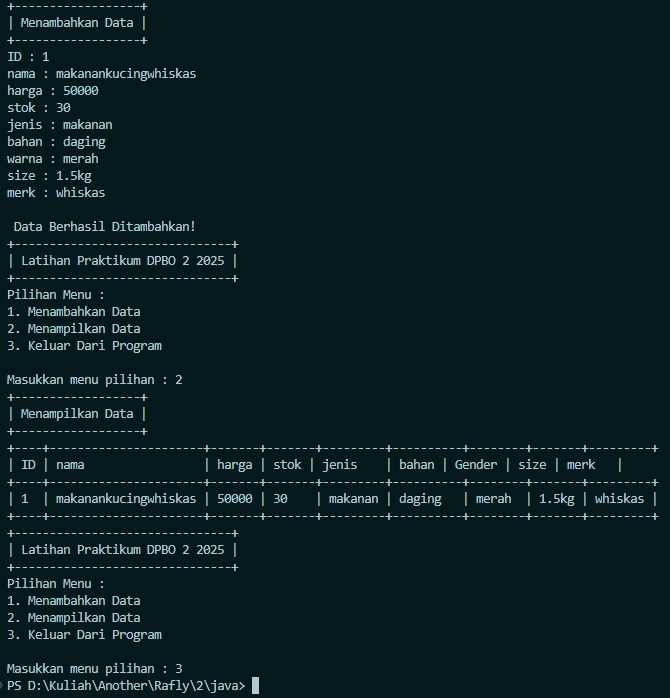 +------------------+
| Menambahkan Data |
+------------------+
ID : 1
nama : makanankucingwhiskas
harga : 50000
stok : 30
jenis : makanan
bahan : daging
warna : merah
size : 1.5kg
merk : whiskas
 Data Berhasil Ditambahkan!
+-------------------------------+
| Latihan Praktikum DPBO 2 2025 |
+-------------------------------+
Pilihan Menu :
1. Menambahkan Data
2. Menampilkan Data
3. Keluar Dari Program
Masukkan menu pilihan : 2
+------------------+
| Menampilkan Data |
+------------------+
+----+----------------------+-------+-------+---------+----------+--------+-------+---------+
| ID | nama                 | harga | stok | jenis    | bahan | Gender | size | merk   |
+----+----------------------+-------+-------+---------+----------+--------+-------+---------+
| 1  | makanankucingwhiskas | 50000 | 30    | makanan | daging   | merah  | 1.5kg | whiskas |
+----+----------------------+-------+-------+---------+----------+--------+-------+---------+
+-------------------------------+
| Latihan Praktikum DPBO 2 2025 |
+-------------------------------+
Pilihan Menu :
1. Menambahkan Data
2. Menampilkan Data
3. Keluar Dari Program
Masukkan menu pilihan : 3
PS D:\Kuliah\Another\Rafly\2\java>